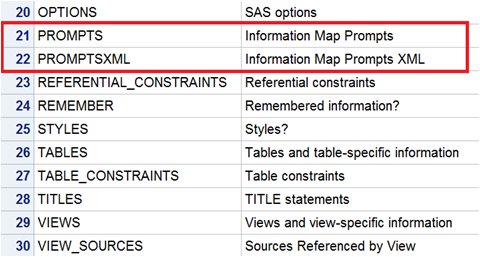 20 OPTIONS SAS options
21 PROMPTS Information Map Prompts
22 PROMPTSXML Information Map Prompts XML
23 REFERENTIAL_CONSTRAINTS Referential constraints
24 REMEMBER Remembered information?
25 STYLES Styles?
26 TABLES Tables and table-specific information
27 TABLE_CONSTRAINTS Table constraints
28 TITLES TITLE statements
29 VIEWS Views and view-specific information
30 VIEW_SOURCES Sources Referenced by View